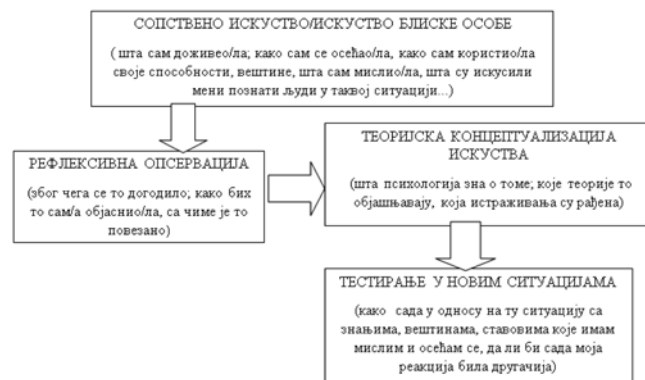 СОПСТВЕНО ИСКУСТВО/ИСКУСТВО БЛИСКЕ ОСОБЕ
( шта сам доживео/ла; како сам се осећао/ла, како сам користио/ла
своје способности, вештине, шта сам мислио/ла, шта су искусили
мени познати људи у таквој ситуацији...)
РЕФЛЕКСИВНА ОПСЕРВАЦИЈА
(због чега се то догодило; како бих
то сам/а објаснио/ла, са чиме је то
повезано)
ТЕОРИЈСКА КОНЦЕПТУАЛИЗАЦИЈА
ИСКУСТВА
(шта психологија зна о томе; које теорије то
објашњавају, која истраживања су рађена)
ТЕСТИРАЊЕ У НОВИМ СИТУАЦИЈАМА
(како сада у односу на ту ситуацију са
знањима, вештинама, ставовима које имам
мислим и осећам се, да ли би сада моја
реакција била другачија)